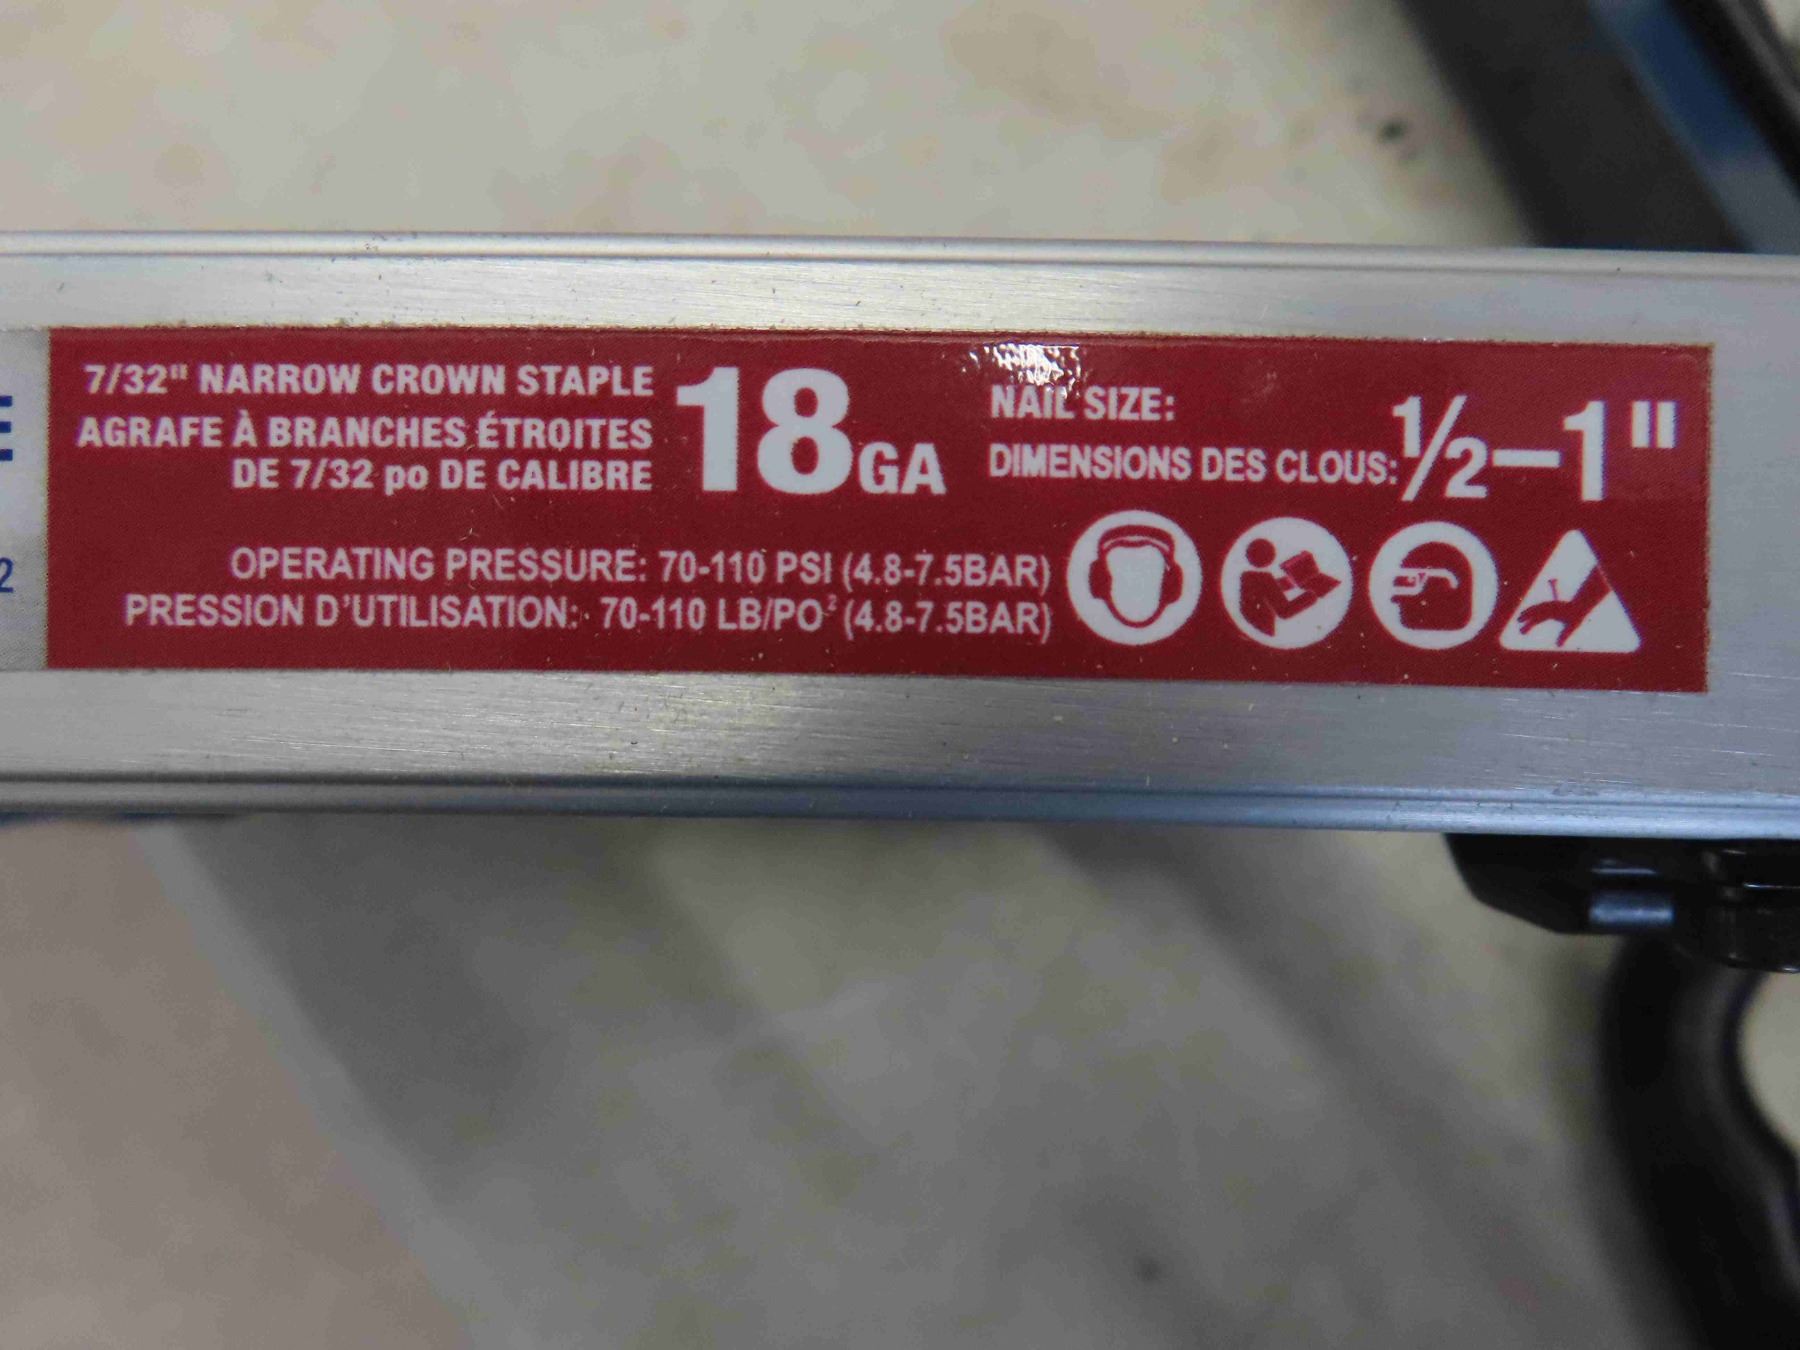 7/32" NARROW CROWN STAPLE
AGRAFE À BRANCHES ÉTROITES
DE 7/32 po DE CALIBRE
18GA
NAIL SIZE:
DIMENSIONS DES CLOUS:
1/2–1"
OPERATING PRESSURE: 70-110 PSI (4.8-7.5BAR)
PRESSION D'UTILISATION: 70-110 LB/PO² (4.8-7.5BAR)
2